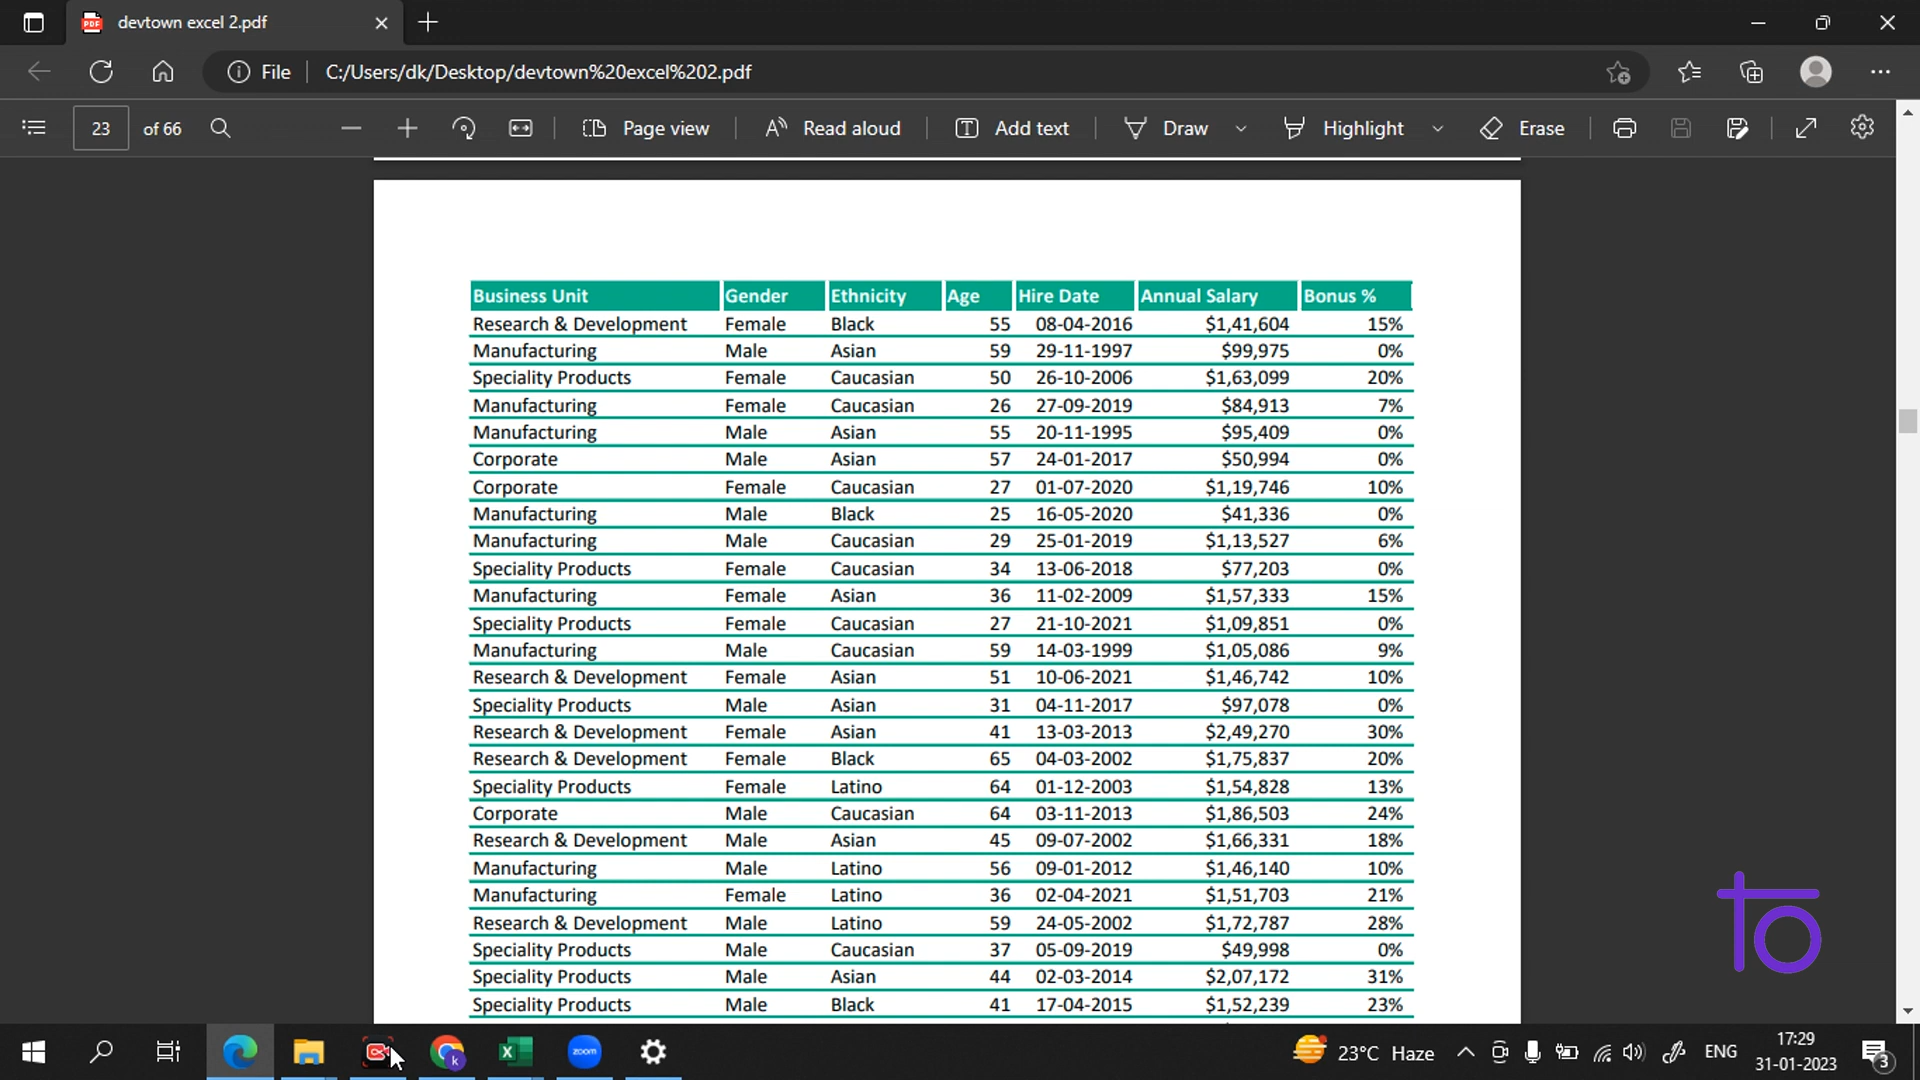 devtown excel 2.pdf
File C:/Users/dk/Desktop/devtown%20excel%202.pdf
23 of 66 Page view Read aloud Add text Draw Highlight Erase
Business Unit Gender Ethnicity Age Hire Date Annual Salary Bonus %
Research & Development Female Black 55 08-04-2016 $1,41,604 15%
Manufacturing Male Asian 59 29-11-1997 $99,975 0%
Speciality Products Female Caucasian 50 26-10-2006 $1,63,099 20%
Manufacturing Female Caucasian 26 27-09-2019 $84,913 7%
Manufacturing Male Asian 55 20-11-1995 $95,409 0%
Corporate Male Asian 57 24-01-2017 $50,994 0%
Corporate Female Caucasian 27 01-07-2020 $1,19,746 10%
Manufacturing Male Black 25 16-05-2020 $41,336 0%
Manufacturing Male Caucasian 29 25-01-2019 $1,13,527 6%
Speciality Products Female Caucasian 34 13-06-2018 $77,203 0%
Manufacturing Female Asian 36 11-02-2009 $1,57,333 15%
Speciality Products Female Caucasian 27 21-10-2021 $1,09,851 0%
Manufacturing Male Caucasian 59 14-03-1999 $1,05,086 9%
Research & Development Female Asian 51 10-06-2021 $1,46,742 10%
Speciality Products Male Asian 31 04-11-2017 $97,078 0%
Research & Development Female Asian 41 13-03-2013 $2,49,270 30%
Research & Development Female Black 65 04-03-2002 $1,75,837 20%
Speciality Products Female Latino 64 01-12-2003 $1,54,828 13%
Corporate Male Caucasian 64 03-11-2013 $1,86,503 24%
Research & Development Male Asian 45 09-07-2002 $1,66,331 18%
Manufacturing Male Latino 56 09-01-2012 $1,46,140 10%
Manufacturing Female Latino 36 02-04-2021 $1,51,703 21%
Research & Development Male Latino 59 24-05-2002 $1,72,787 28%
Speciality Products Male Caucasian 37 05-09-2019 $49,998 0%
Speciality Products Male Asian 44 02-03-2014 $2,07,172 31%
Speciality Products Male Black 41 17-04-2015 $1,52,239 23%
zoom 23°C Haze ENG 17:29
31-01-2023 3